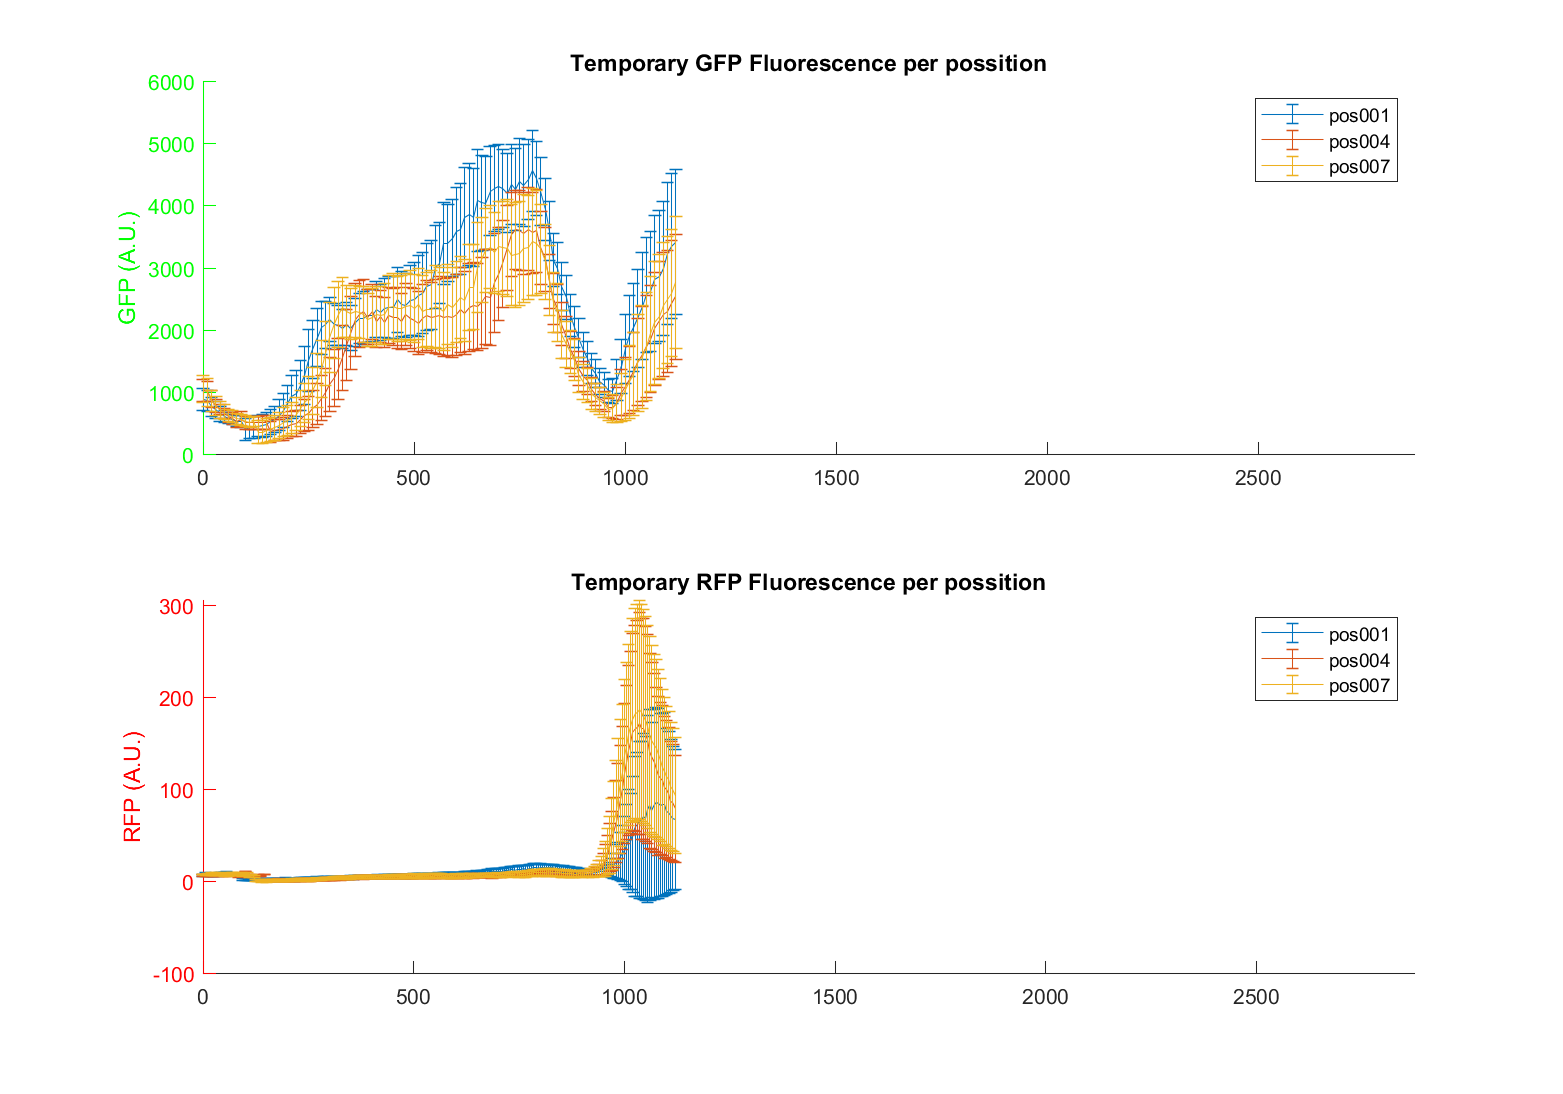 Temporary GFP Fluorescence per possition
6000
5000
4000
3000
2000
1000
0
GFP (A.U.)
pos001
pos004
pos007
0 500 1000 1500 2000 2500
Temporary RFP Fluorescence per possition
300
200
100
0
-100
RFP (A.U.)
pos001
pos004
pos007
0 500 1000 1500 2000 2500